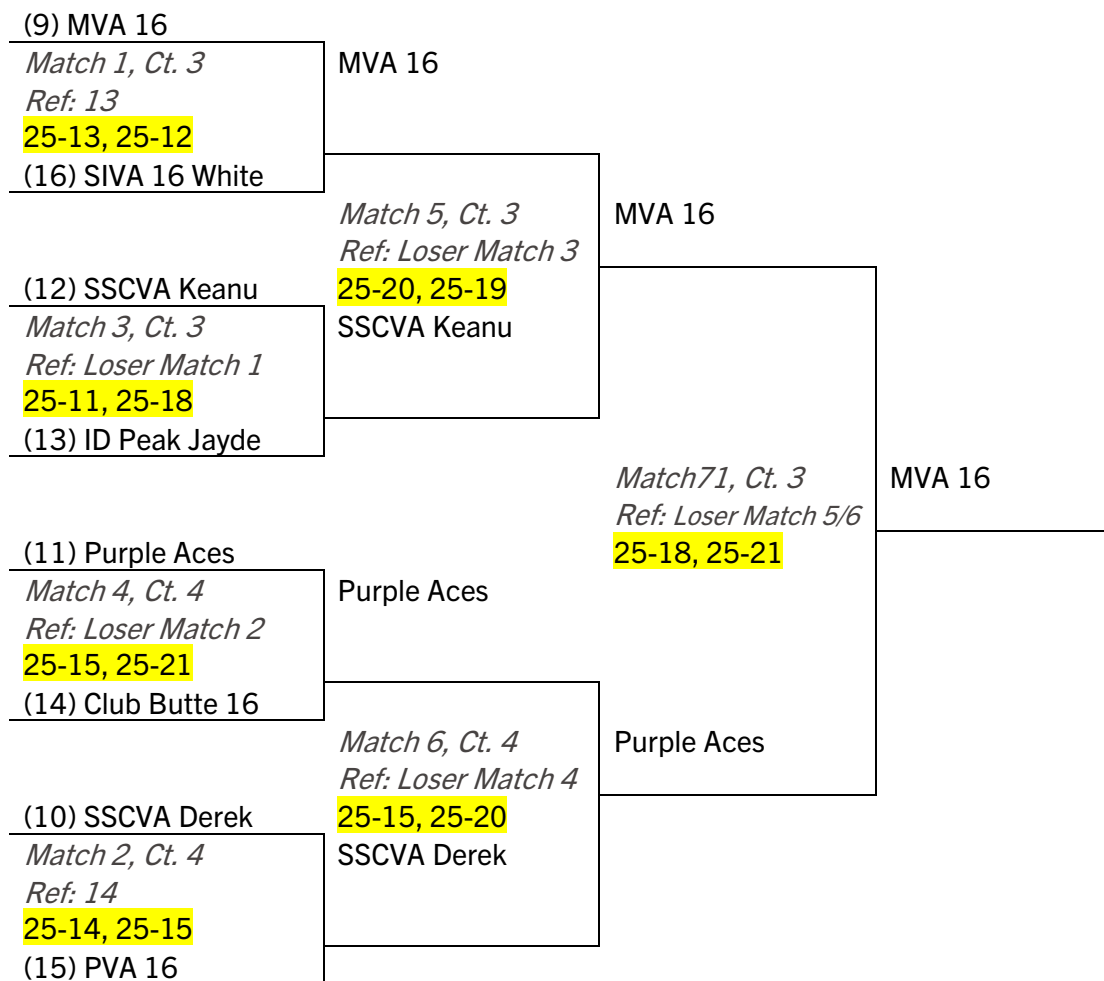 (9) MVA 16
Match 1, Ct. 3
Ref: 13
25-13, 25-12
(16) SIVA 16 White
MVA 16
(12) SSCVA Keanu
Match 3, Ct. 3
Ref: Loser Match 1
25-11, 25-18
(13) ID Peak Jayde
Match 5, Ct. 3
Ref: Loser Match 3
25-20, 25-19
SSCVA Keanu
MVA 16
(11) Purple Aces
Match 4, Ct. 4
Ref: Loser Match 2
25-15, 25-21
(14) Club Butte 16
Purple Aces
(10) SSCVA Derek
Match 2, Ct. 4
Ref: 14
25-14, 25-15
(15) PVA 16
Match 6, Ct. 4
Ref: Loser Match 4
25-15, 25-20
SSCVA Derek
Purple Aces
Match71, Ct. 3
Ref: Loser Match 5/6
25-18, 25-21
MVA 16